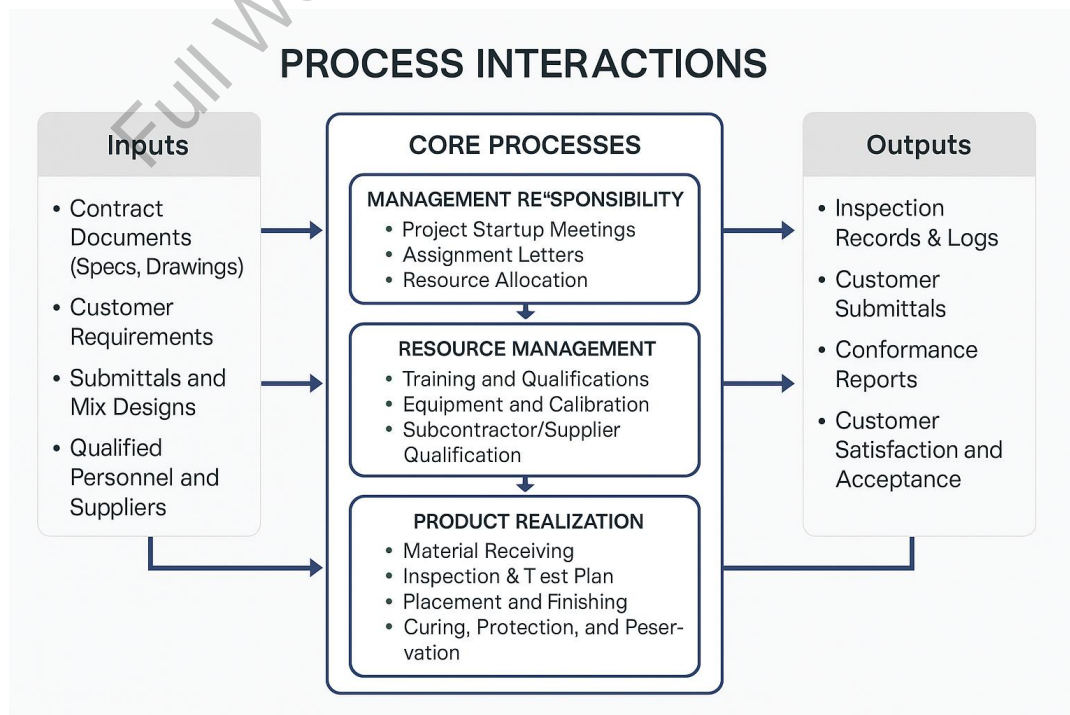 Full W
PROCESS INTERACTIONS
Inputs
• Contract
Documents
(Specs, Drawings)
• Customer
Requirements
• Submittals and
Mix Designs
• Qualified
Personnel and
Suppliers
CORE PROCESSES
MANAGEMENT RE“SPONSIBILITY
• Project Startup Meetings
• Assignment Letters
• Resource Allocation
RESOURCE MANAGEMENT
• Training and Qualifications
• Equipment and Calibration
• Subcontractor/Supplier
Qualification
PRODUCT REALIZATION
• Material Receiving
• Inspection & T est Plan
• Placement and Finishing
• Curing, Protection, and Peser-
vation
Outputs
• Inspection
Records & Logs
• Customer
Submittals
• Conformance
Reports
• Customer
Satisfaction and
Acceptance